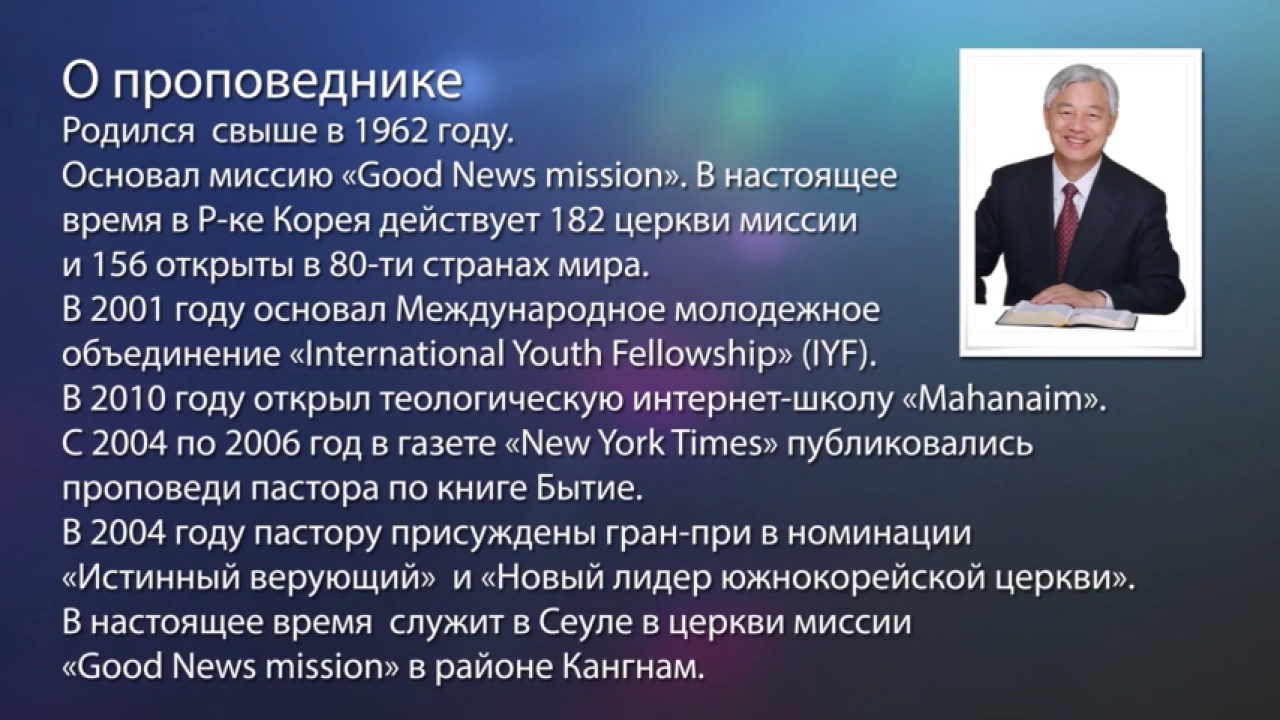 О проповеднике
Родился  свыше в 1962 году.
Основал миссию «Good News mission». В настоящее
время в Р-ке Корея действует 182 церкви миссии
и 156 открыты в 80-ти странах мира.
В 2001 году основал Международное молодежное
объединение «International Youth Fellowship» (IYF).
В 2010 году открыл теологическую интернет-школу «Mahanaim».
С 2004 по 2006 год в газете «New York Times» публиковались
проповеди пастора по книге Бытие.
В 2004 году пастору присуждены гран-при в номинации
«Истинный верующий»  и «Новый лидер южнокорейской церкви».
В настоящее время  служит в Сеуле в церкви миссии
«Good News mission» в районе Кангнам.